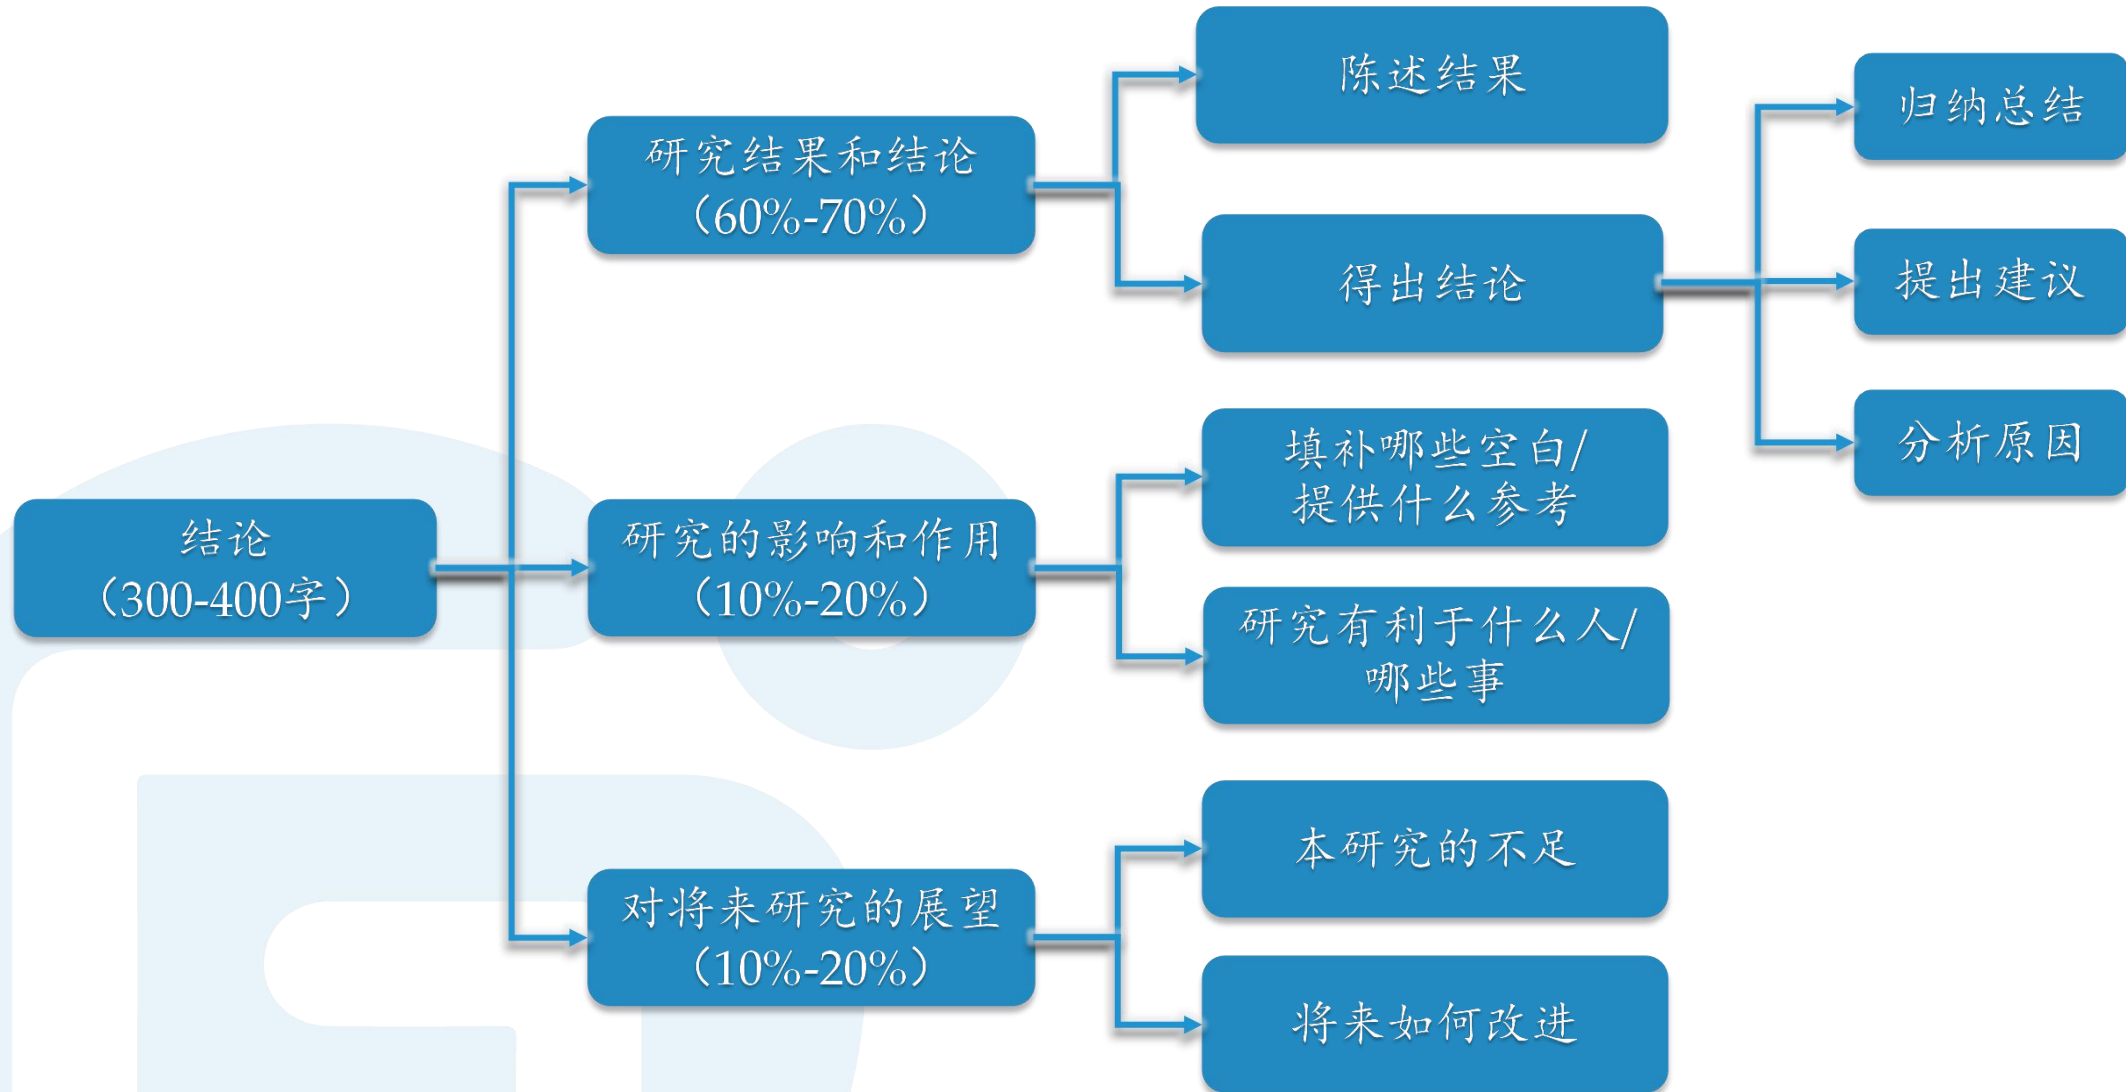 结论
（300-400字）
研究结果和结论
（60%-70%）
陈述结果
得出结论
归纳总结
提出建议
分析原因
研究的影响和作用
（10%-20%）
填补哪些空白/
提供什么参考
研究有利于什么人/
哪些事
对将来研究的展望
（10%-20%）
本研究的不足
将来如何改进